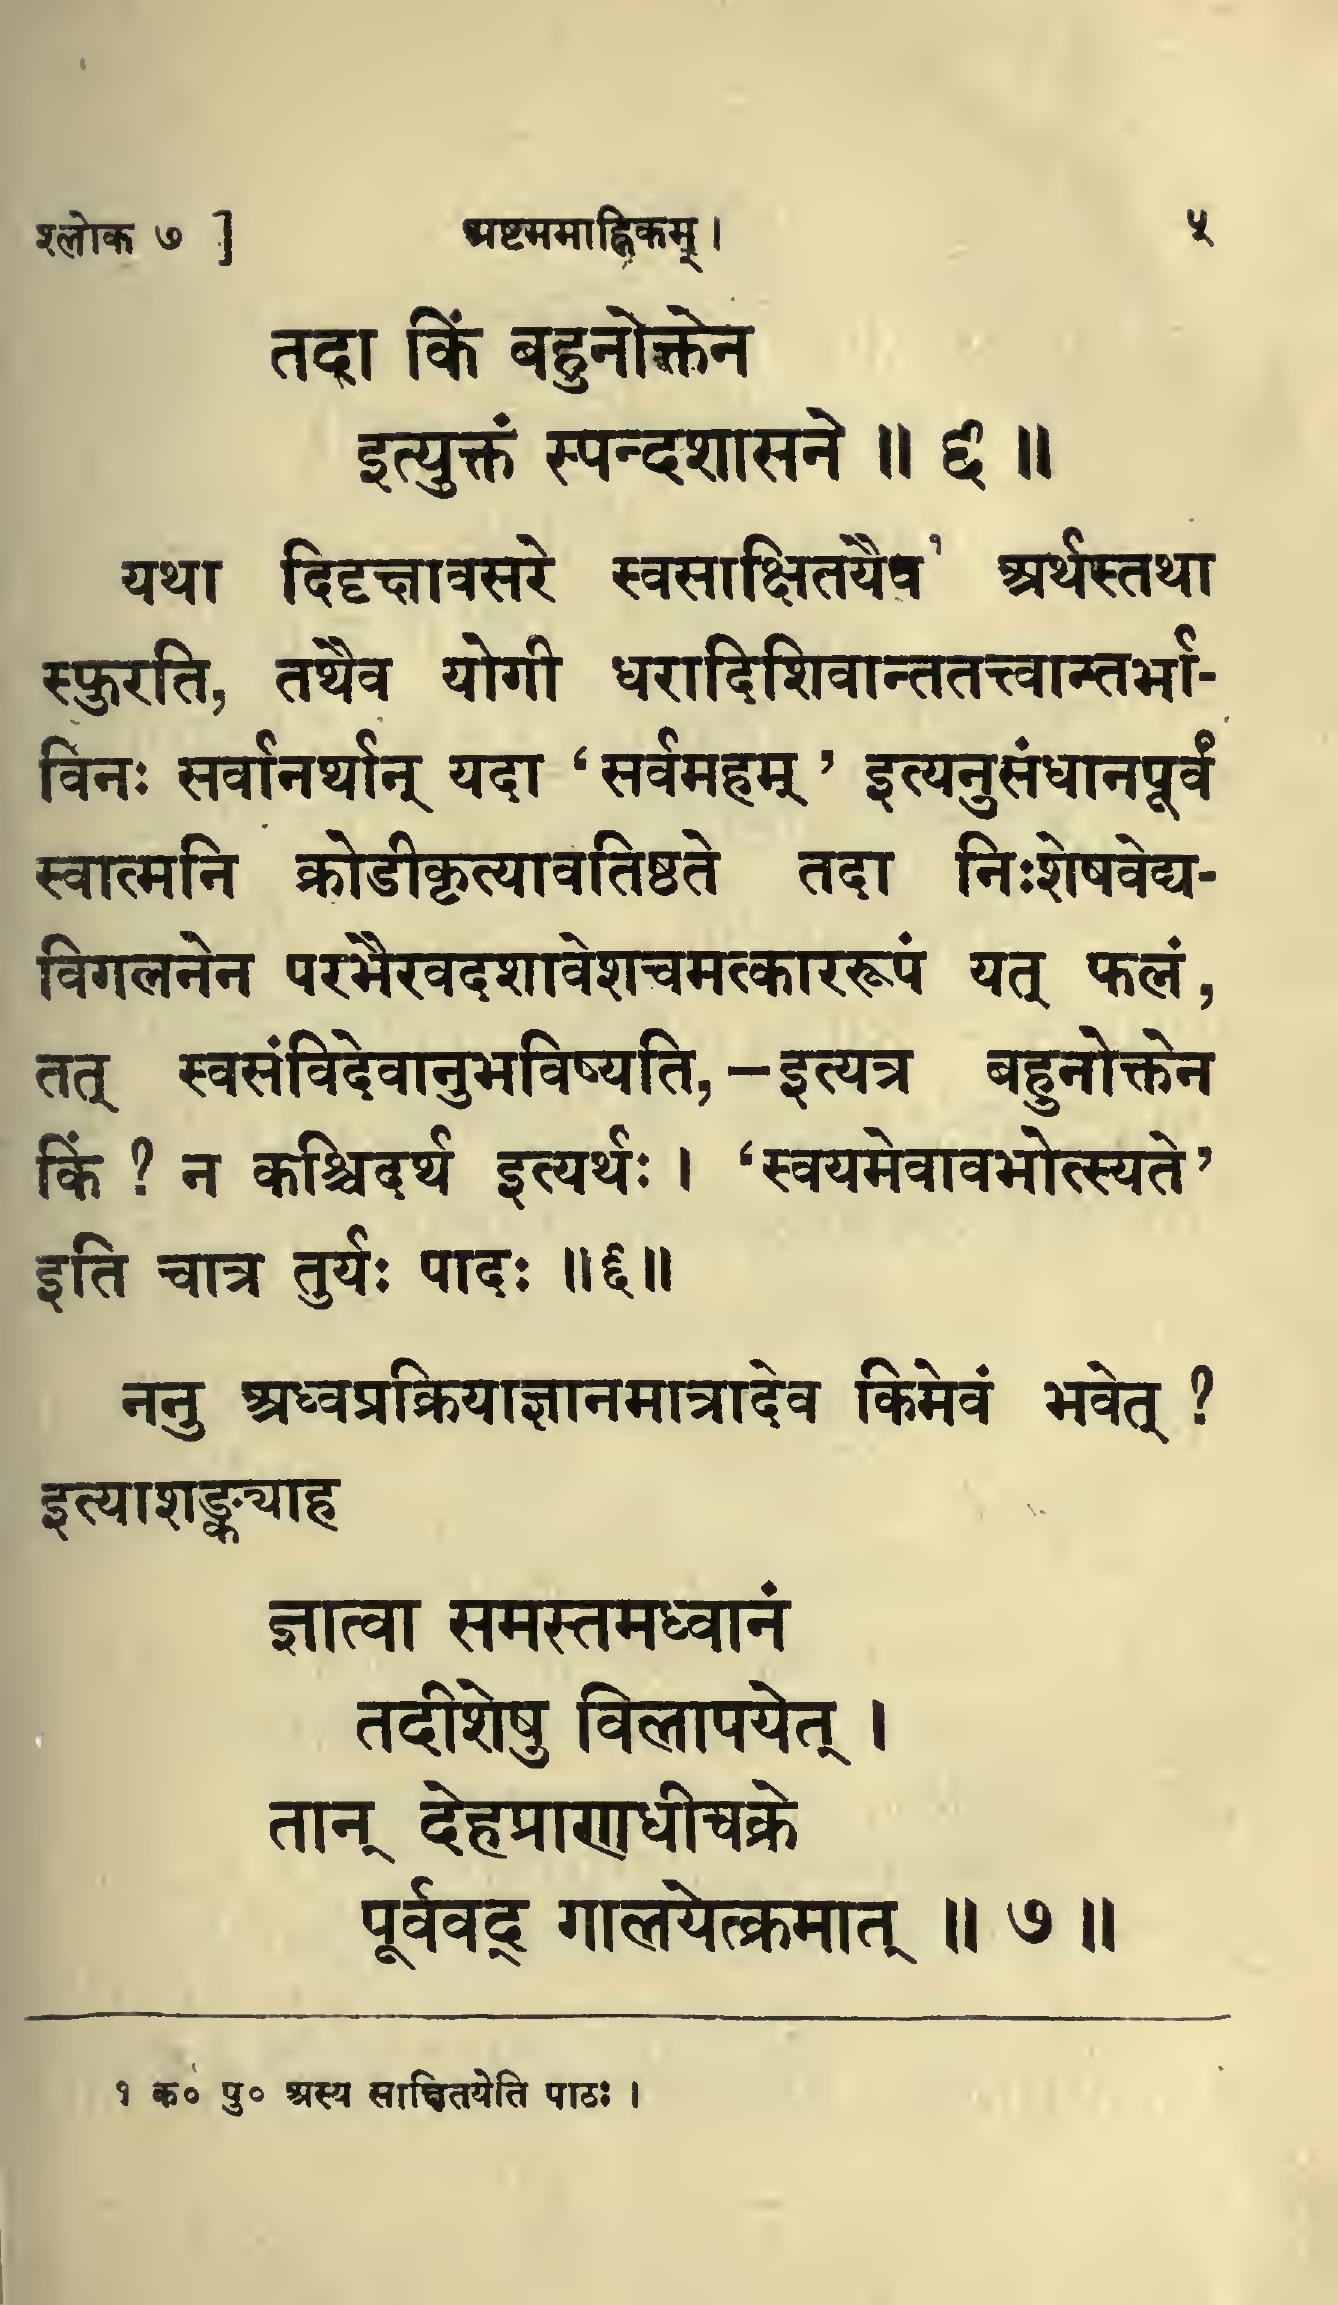 श्लोक ७ ] अष्टममाह्निकम् । ५
तदा किं बहुनोक्तेन
इत्युक्तं स्पन्दशासने ॥ ६ ॥
यथा दिदृक्षावसरे स्वसाक्षितयैव१ अर्थस्तथा
स्फुरति, तथैव योगी धरादिशिवान्ततत्त्वान्तर्भा-
विनः सर्वानर्थान् यदा ‘सर्वमहम्’ इत्यनुसंधानपूर्वं
स्वात्मनि क्रोडीकृत्यावतिष्ठते तदा निःशेषवेद्य-
विगलनेन परभैरवदशावेशचमत्काररूपं यत् फलं,
तत् स्वसंविदेवानुभविष्यति,—इत्यत्र बहुनोक्तेन
किं ? न कश्चिदर्थ इत्यर्थः । ‘स्वयमेवावभोत्स्यते’
इति चात्र तुर्यः पादः ॥६॥
ननु अध्वप्रक्रियाज्ञानमात्रादेव किमेवं भवेत् ?
इत्याशङ्क्याह
ज्ञात्वा समस्तमध्वानं
तदीशेषु विलापयेत् ।
तान् देहप्राणधीचक्रे
पूर्ववद् गालयेत्क्रमात् ॥ ७ ॥
१ क० पु० अस्य साक्षितयेति पाठः ।